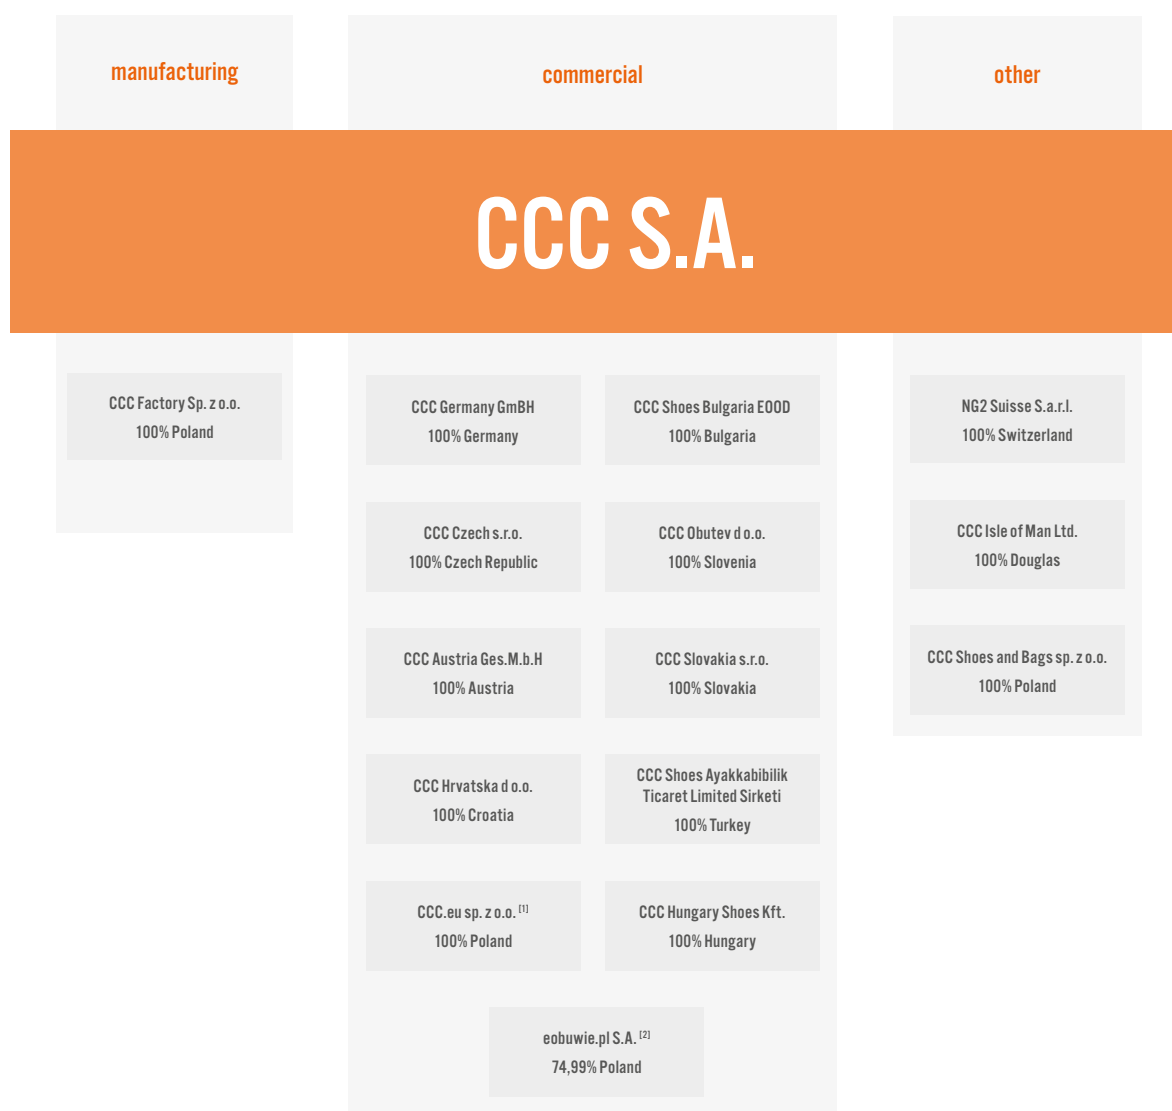 manufacturing
commercial
other
CCC S.A.
CCC Factory Sp. z o.o.
100% Poland
CCC Germany GmBH
100% Germany
CCC Shoes Bulgaria EOOD
100% Bulgaria
NG2 Suisse S.a.r.l.
100% Switzerland
CCC Czech s.r.o.
100% Czech Republic
CCC Obutev d o.o.
100% Slovenia
CCC Isle of Man Ltd.
100% Douglas
CCC Austria Ges.M.b.H
100% Austria
CCC Slovakia s.r.o.
100% Slovakia
CCC Shoes and Bags sp. z o.o.
100% Poland
CCC Hrvatska d o.o.
100% Croatia
CCC Shoes Ayakkabibilik
Ticaret Limited Sirketi
100% Turkey
CCC.eu sp. z o.o. [1]
100% Poland
CCC Hungary Shoes Kft.
100% Hungary
eobuwie.pl S.A. [2]
74,99% Poland